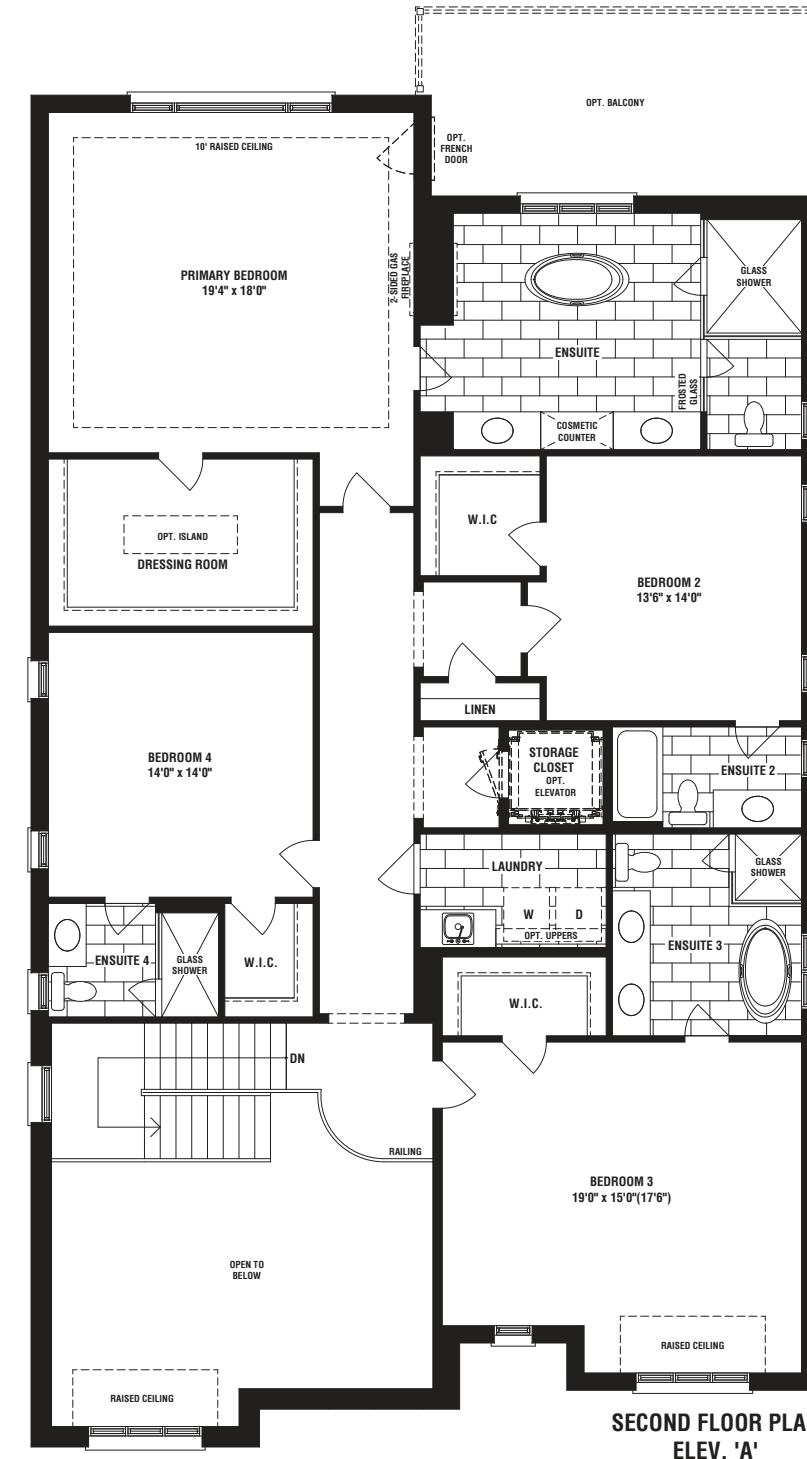 OPT. BALCONY
OPT.
FRENCH
DOOR
10' RAISED CEILING
PRIMARY BEDROOM
19'4" x 18'0"
2-SIDED GAS
FIREPLACE
GLASS
SHOWER
ENSUITE
FROSTED
GLASS
COSMETIC
COUNTER
W.I.C
OPT. ISLAND
DRESSING ROOM
BEDROOM 2
13'6" x 14'0"
LINEN
BEDROOM 4
14'0" x 14'0"
STORAGE
CLOSET
OPT.
ELEVATOR
ENSUITE 2
LAUNDRY
W
D
OPT. UPPERS
GLASS
SHOWER
ENSUITE 3
ENSUITE 4
GLASS
SHOWER
W.I.C.
W.I.C.
DN
RAILING
BEDROOM 3
19'0" x 15'0"(17'6")
OPEN TO
BELOW
RAISED CEILING
RAISED CEILING
SECOND FLOOR PLA
ELEV. 'A'